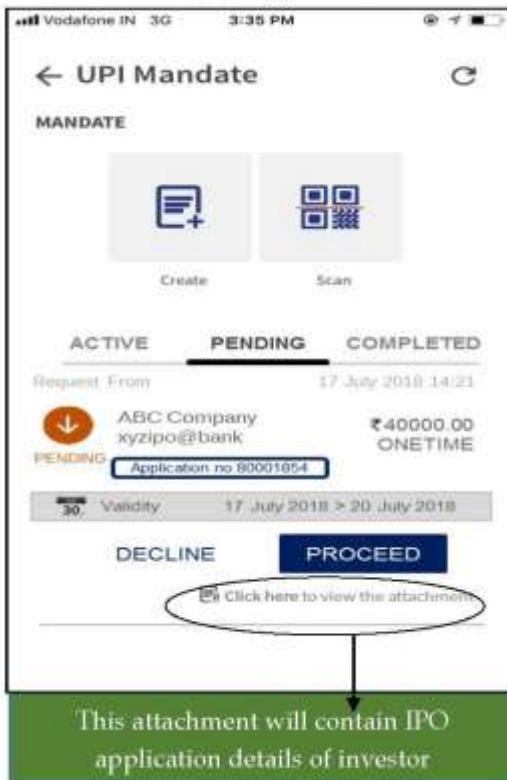 Vodafone IN 3G 3:35 PM
← UPI Mandate
MANDATE
Create Scan
ACTIVE PENDING COMPLETED
Request From 17 July 2018 14:21
ABC Company ₹40000.00
xyzipo@bank ONETIME
PENDING
Application no 80001654
30 Validity 17 July 2018 > 20 July 2018
DECLINE PROCEED
Click here to view the attachment
This attachment will contain IPO
application details of investor